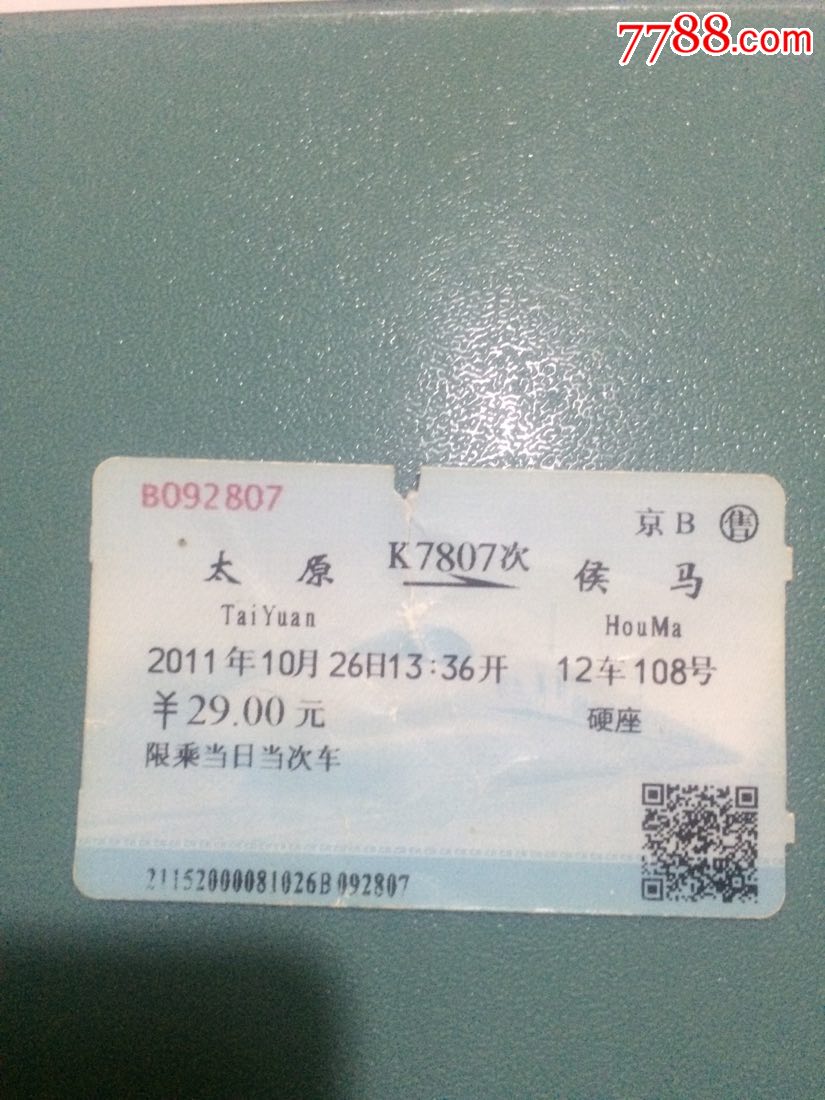 7788.com
B092807
京B 售
太原 K7807次 侯马
TaiYuan HouMa
2011年10月26日13:36开 12车108号
¥29.00元 硬座
限乘当日当次车
21152000081026B092807